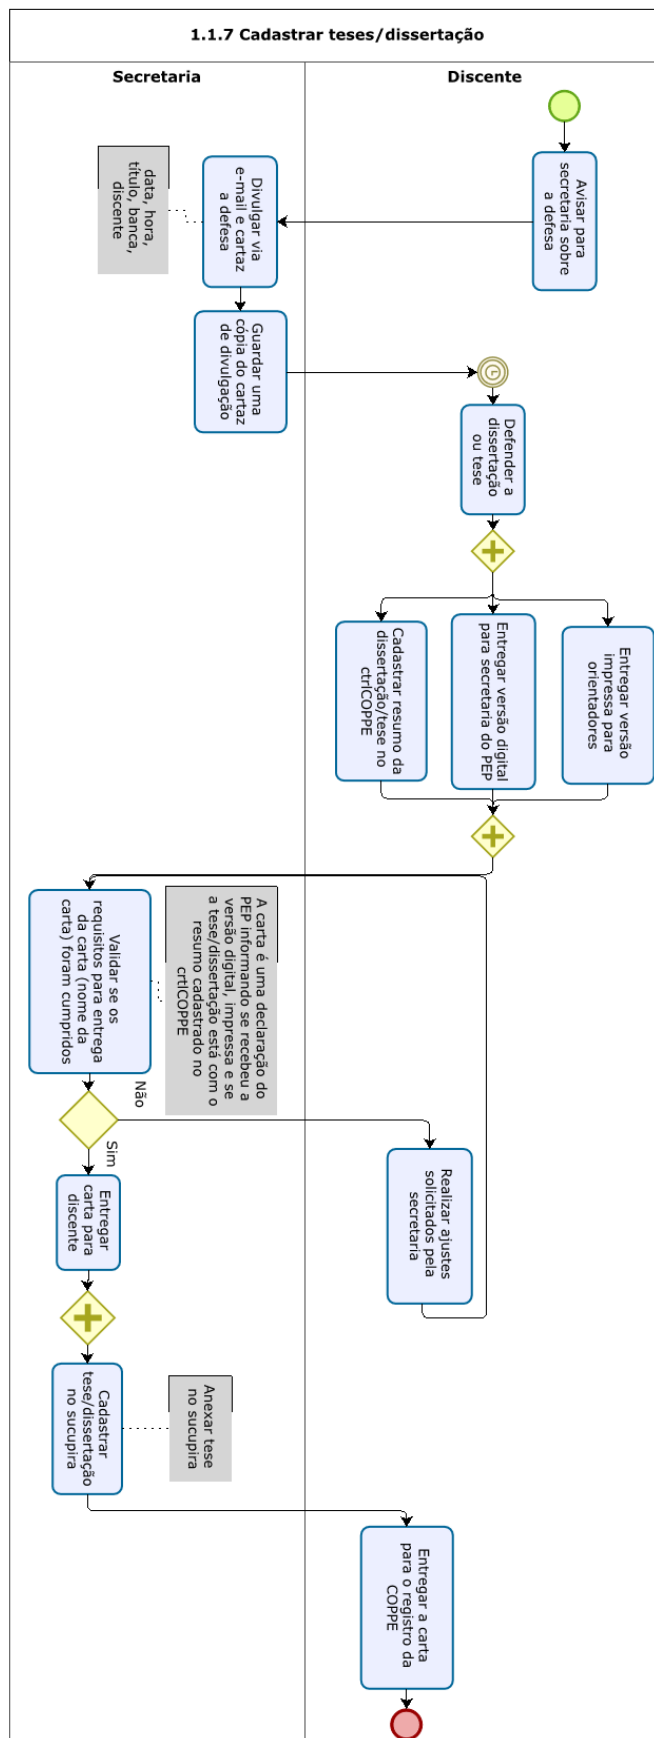 1.1.7 Cadastrar teses/dissertação
Secretaria
Discente
Avisar para
secretaria sobre
a defesa
Divulgar via
e-mail e cartaz
a defesa
data, hora,
título, banca,
discente
Guardar uma
cópia do cartaz
de divulgação
Defender a
dissertação
ou tese
Cadastrar resumo da
dissertação/tese no
ctrlCOPPE
Entregar versão digital
para secretaria do PEP
Entregar versão
impressa para
orientadores
Validar se os
requisitos para entrega
da carta (nome da
carta) foram cumpridos
A carta é uma declaração do
PEP informando se recebeu a
versão digital, impressa e se
a tese/dissertação está com o
resumo cadastrado no
crtlCOPPE
Não
Sim
Realizar ajustes
solicitados pela
secretaria
Entregar
carta para
discente
Cadastrar
tese/dissertação
no sucupira
Anexar tese
no sucupira
Entregar a carta
para o registro da
COPPE